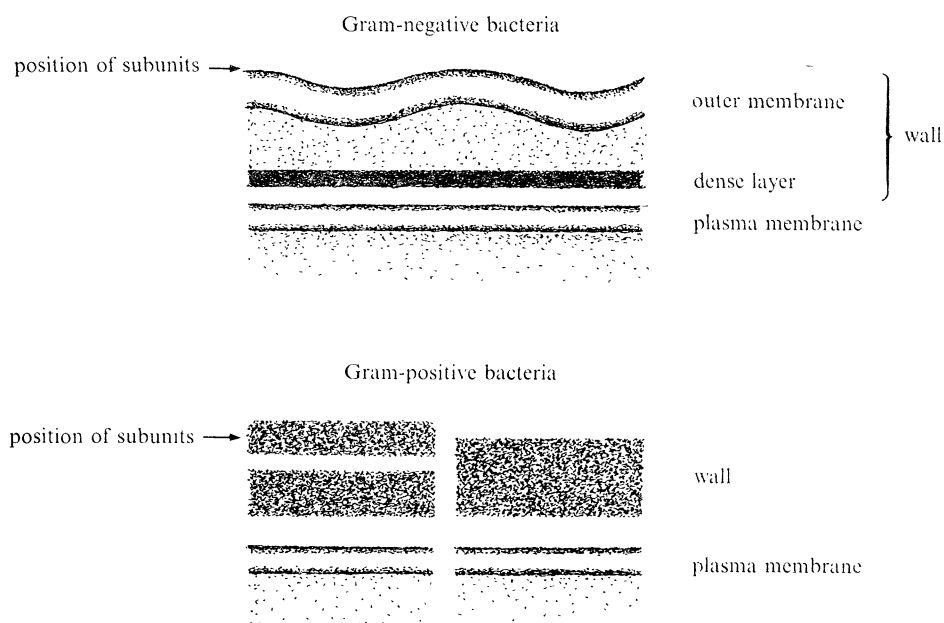 Gram-negative bacteria
position of subunits
outer membrane
wall
dense layer
plasma membrane
Gram-positive bacteria
position of subunits
wall
plasma membrane